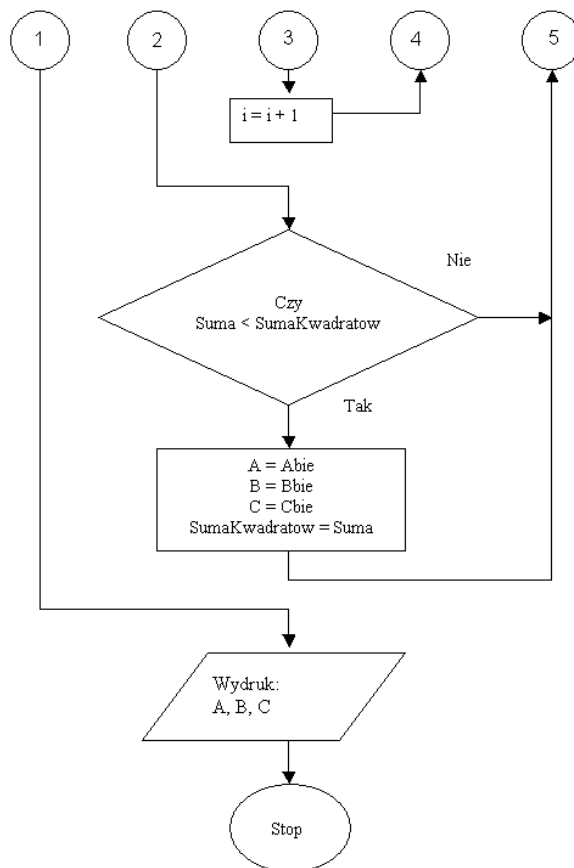 1
2
3
4
5
i = i + 1
Nie
Czy
Suma < SumaKwadratow
Tak
A = Abie
B = Bbie
C = Cbie
SumaKwadratow = Suma
Wydruk:
A, B, C
Stop